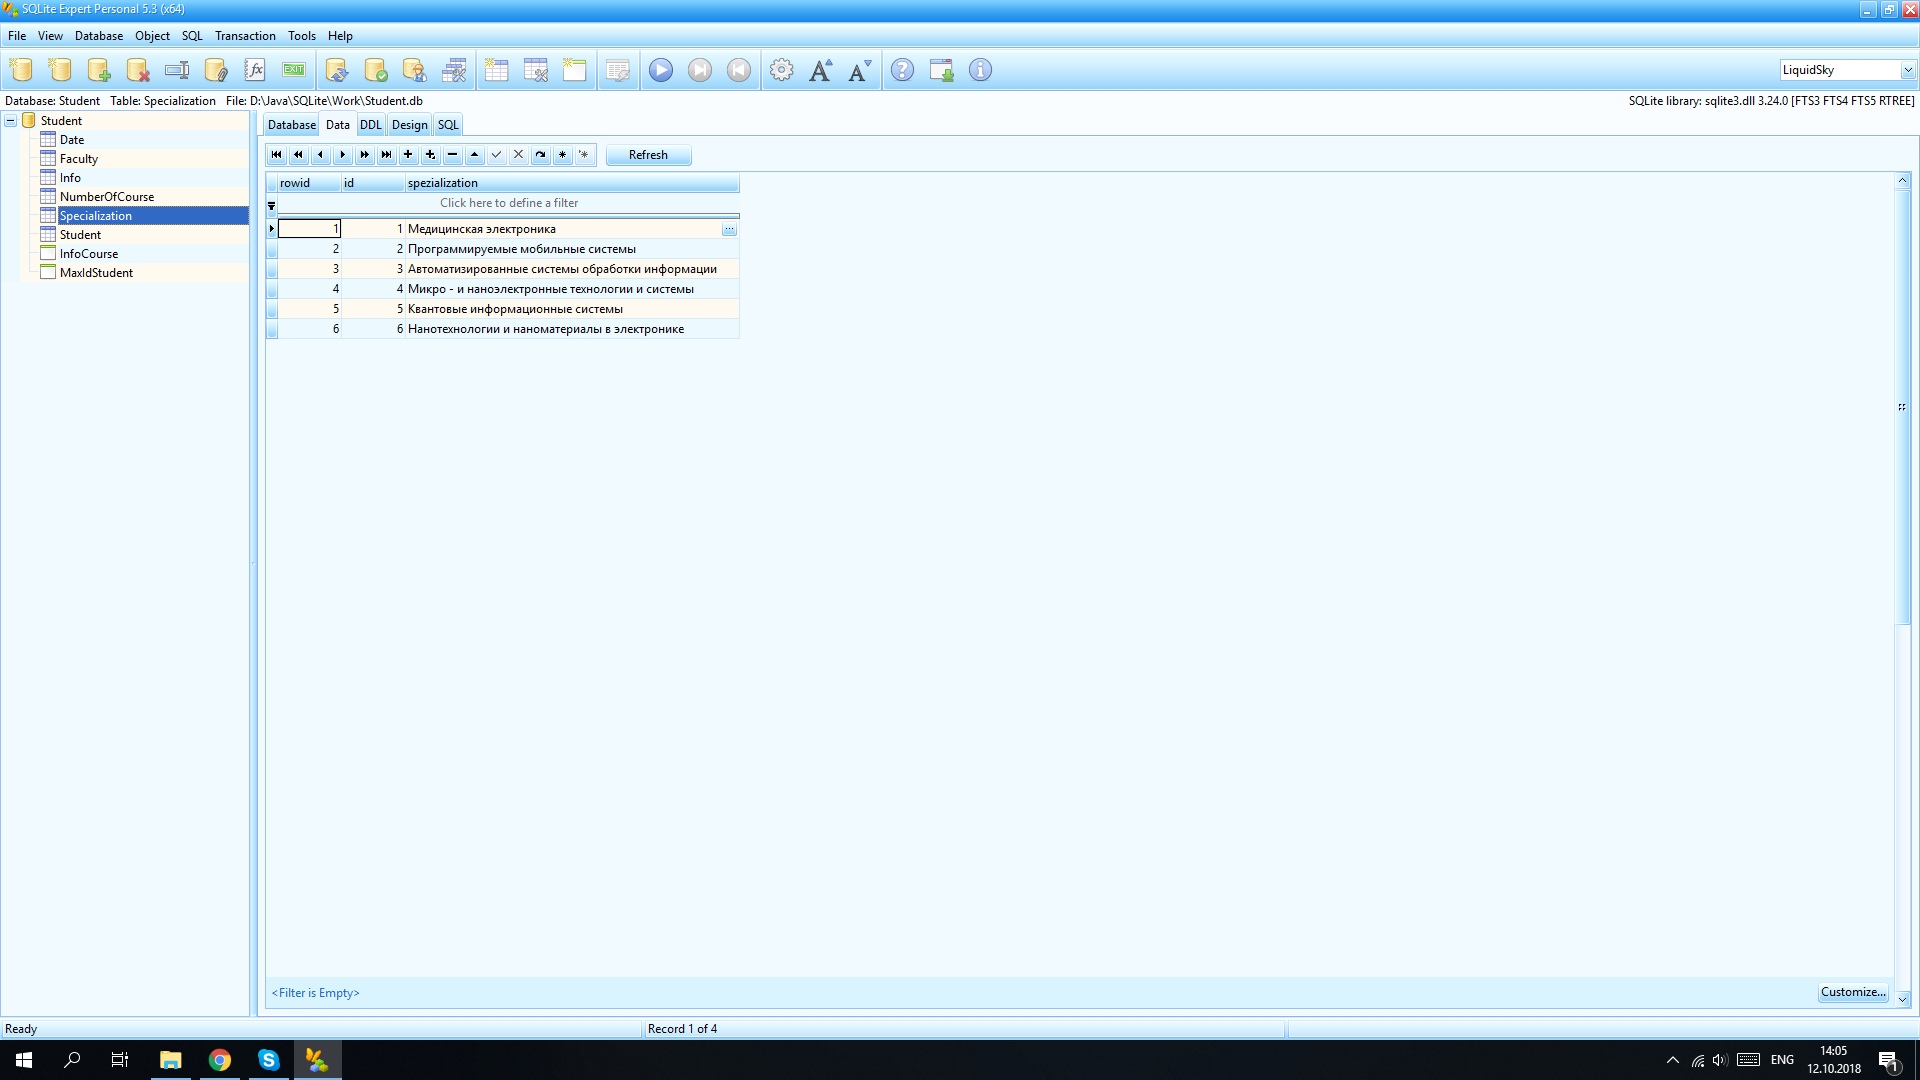 SQLite Expert Personal 5.3 (x64)
File View Database Object SQL Transaction Tools Help
EXIT
LiquidSky
Database: Student Table: Specialization File: D:\Java\SQLite\Work\Student.db
SQLite library: sqlite3.dll 3.24.0 [FTS3 FTS4 FTS5 RTREE]
Student
Date
Faculty
Info
NumberOfCourse
Specialization
Student
InfoCourse
MaxIdStudent
Database Data DDL Design SQL
Refresh
rowid id spezialization
Click here to define a filter
1 1 Медицинская электроника
2 2 Программируемые мобильные системы
3 3 Автоматизированные системы обработки информации
4 4 Микро - и наноэлектронные технологии и системы
5 5 Квантовые информационные системы
6 6 Нанотехнологии и наноматериалы в электронике
<Filter is Empty>
Customize...
Ready
Record 1 of 4
ENG
14:05
12.10.2018
1